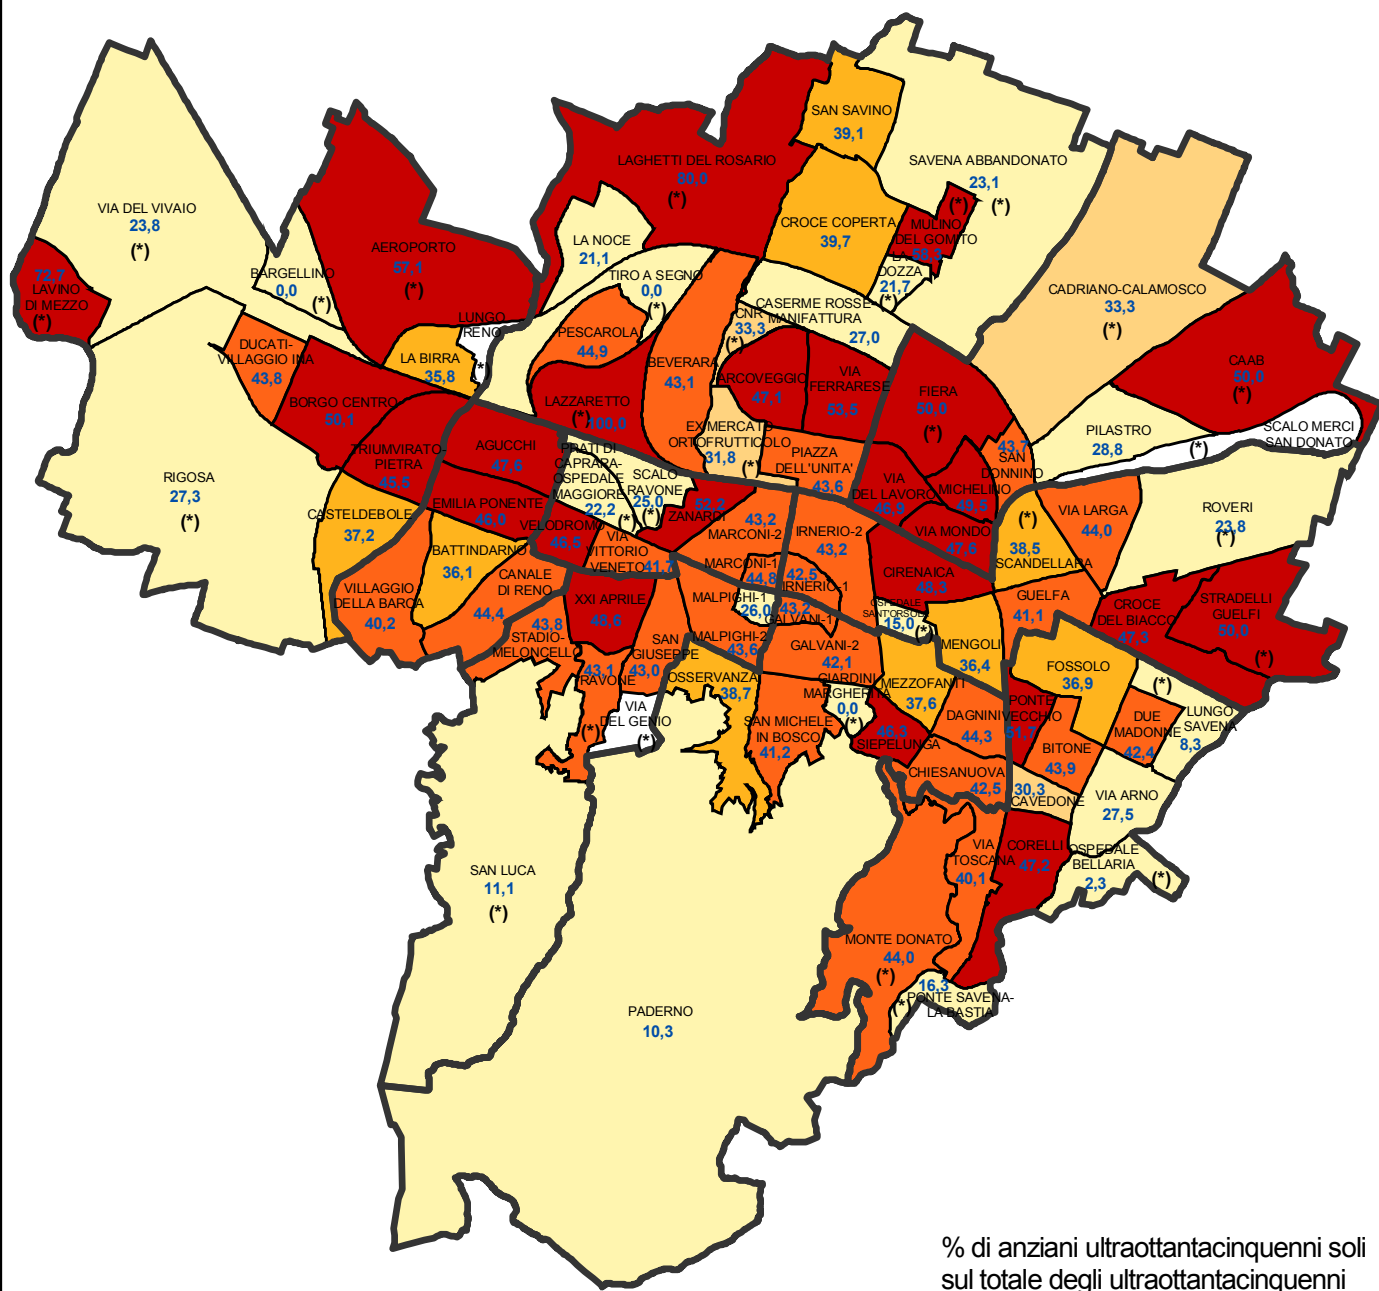 SAN SAVINO
39,1
LAGHETTI DEL ROSARIO
80,0
(*)
SAVENA ABBANDONATO
23,1
(*)
VIA DEL VIVAIO
23,8
(*)
CROCE COPERTA
39,7
(*)
MULINO
DEL GOMITO
58,3
AEROPORTO
57,1
(*)
LA NOCE
21,1
LA
DOZZA
21,7
(*)
72,7
LAVINO
DI MEZZO
(*)
BARGELLINO
0,0
(*)
TIRO A SEGNO
0,0
(*)
CADRIANO-CALAMOSCO
33,3
(*)
CASERME ROSSE-
MANIFATTURA
27,0
LUNGO
RENO
(*)
CNR
33,3
(*)
PESCAROLA
44,9
DUCATI-
VILLAGGIO INA
43,8
LA BIRRA
35,8
BEVERARA
43,1
ARCOVEGGIO
47,1
VIA
FERRARESE
53,5
CAAB
50,0
(*)
FIERA
50,0
(*)
BORGO CENTRO
50,1
LAZZARETTO
(*)
100,0
EX MERCATO
ORTOFRUTTICOLO
31,8
(*)
PILASTRO
28,8
(*)
SCALO MERCI
SAN DONATO
TRIUMVIRATO-
PIETRA
45,5
AGUCCHI
47,6
PRATI DI
CAPRARA-
OSPEDALE
MAGGIORE
22,2
(*)
PIAZZA
DELL'UNITA'
43,6
43,7
SAN
DONNINO
RIGOSA
27,3
(*)
SCALO
RAVONE
25,0
(*)
VIA
DEL LAVORO
46,9
MICHELINO
49,5
EMILIA PONENTE
46,0
ZANARDI
52,2
ROVERI
23,8
(*)
CASTELDEBOLE
37,2
VELODROMO
46,5
VIA
VITTORIO
VENETO
41,7
43,2
MARCONI-2
IRNERIO-2
43,2
VIA MONDO
47,6
(*)
38,5
SCANDELLARA
VIA LARGA
44,0
BATTINDARNO
36,1
MARCONI-1
44,8
42,5
IRNERIO-1
CIRENAICA
48,3
VILLAGGIO
DELLA BARCA
40,2
CANALE
DI RENO
44,4
XXI APRILE
48,6
MALPIGHI-1
26,0
43,2
GALVANI-1
OSPEDALE
SANT'ORSOLA
15,0
(*)
GUELFA
41,1
CROCE
DEL BIACCO
47,3
STRADELLI
GUELFI
50,0
(*)
43,8
STADIO-
MELONCELLO
SAN
GIUSEPPE
43,0
MALPIGHI-2
43,6
GALVANI-2
42,1
MENGOLI
36,4
FOSSOLO
36,9
43,1
RAVONE
(*)
OSSERVANZA
38,7
GIARDINI
MARGHERITA
0,0
(*)
MEZZOFANTI
37,6
(*)
VIA
DEL GENIO
(*)
SAN MICHELE
IN BOSCO
41,2
46,3
SIEPELUNGA
DAGNINI
44,3
PONTE
VECCHIO
51,7
BITONE
43,9
DUE
MADONNE
42,4
LUNGO
SAVENA
8,3
CHIESANUOVA
42,5
30,3
CAVEDONE
VIA ARNO
27,5
SAN LUCA
11,1
(*)
VIA
TOSCANA
40,1
CORELLI
47,2
OSPEDALE
BELLARIA
2,3
(*)
MONTE DONATO
44,0
(*)
16,3
(*)
PONTE SAVENA-
LA BASTIA
PADERNO
10,3
% di anziani ultraottantacinquenni soli
sul totale degli ultraottantacinquenni